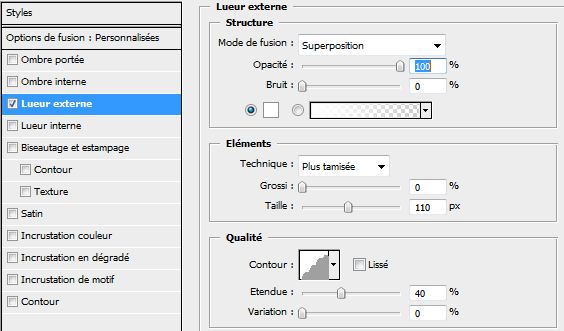 Styles
Options de fusion : Personnalisées
Ombre portée
Ombre interne
Lueur externe
Lueur interne
Biseautage et estampage
Contour
Texture
Satin
Incrustation couleur
Incrustation en dégradé
Incrustation de motif
Contour
Lueur externe
Structure
Mode de fusion : Superposition
Opacité : 100 %
Bruit : 0 %
Eléments
Technique : Plus tamisée
Grossi : 0 %
Taille : 110 px
Qualité
Contour : Lissé
Etendue : 40 %
Variation : 0 %